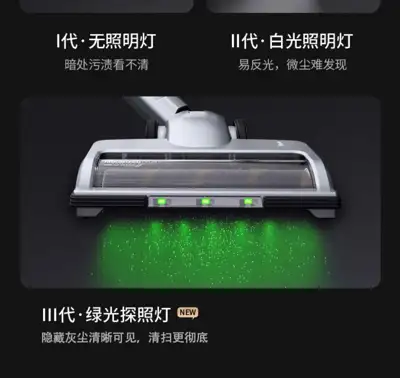 I代·无照明灯
II代·白光照明灯
暗处污渍看不清
易反光，微尘难发现
III代·绿光探照灯 NEW
隐藏灰尘清晰可见，清扫更彻底